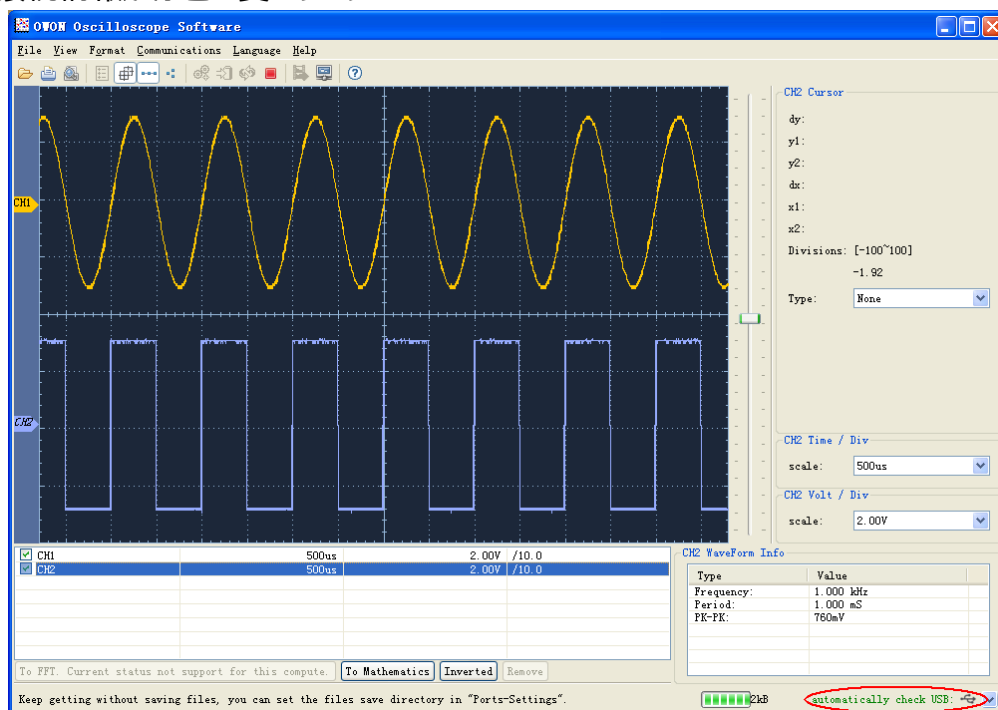 OWON Oscilloscope Software
File View Format Communications Language Help
CH1
CH2
CH2 Cursor
dy:
y1:
y2:
dx:
x1:
x2:
Divisions: [-100~100]
-1.92
Type: None
CH2 Time / Div
scale: 500us
CH2 Volt / Div
scale: 2.00V
CH1 500us 2.00V /10.0
CH2 500us 2.00V /10.0
CH2 WaveForm Info
Type Value
Frequency: 1.000 kHz
Period: 1.000 mS
PK-PK: 760mV
To FFT. Current status not support for this compute. To Mathematics Inverted Remove
Keep getting without saving files, you can set the files save directory in "Ports-Settings". 2kB automatically check USB: